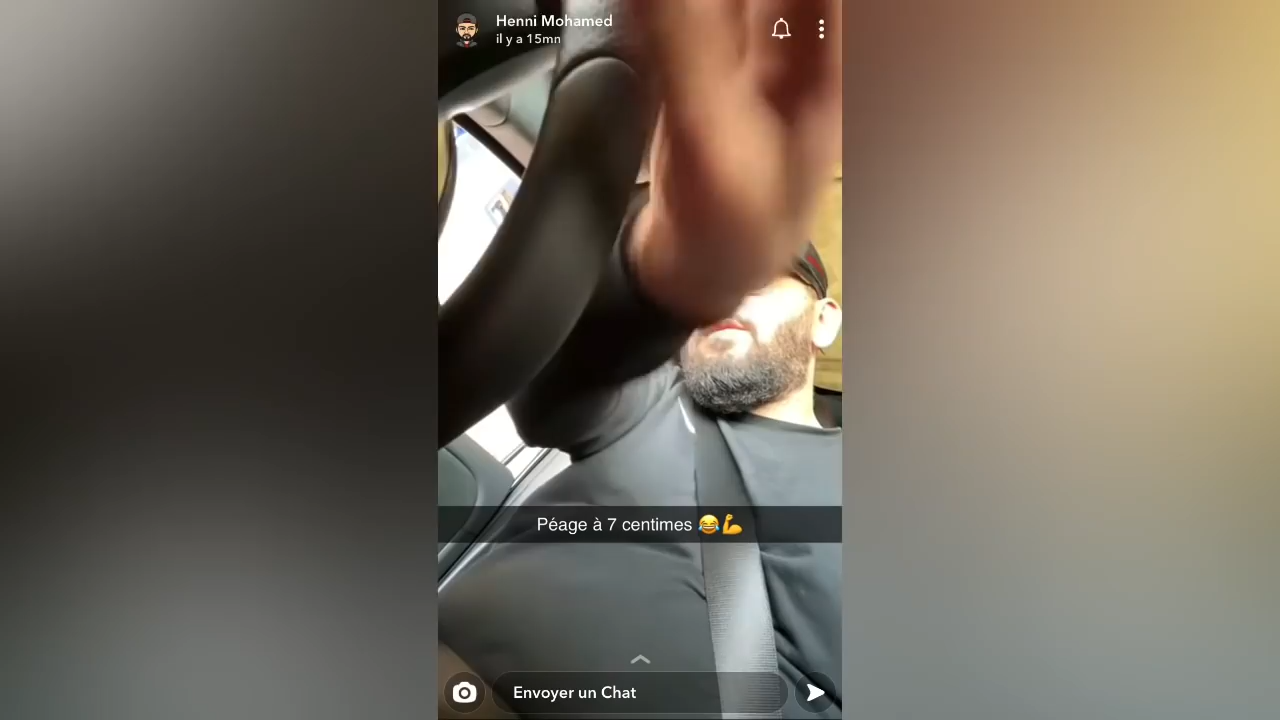 Henni Mohamed
il y a 15mn
Péage à 7 centimes 😂💪
Envoyer un Chat